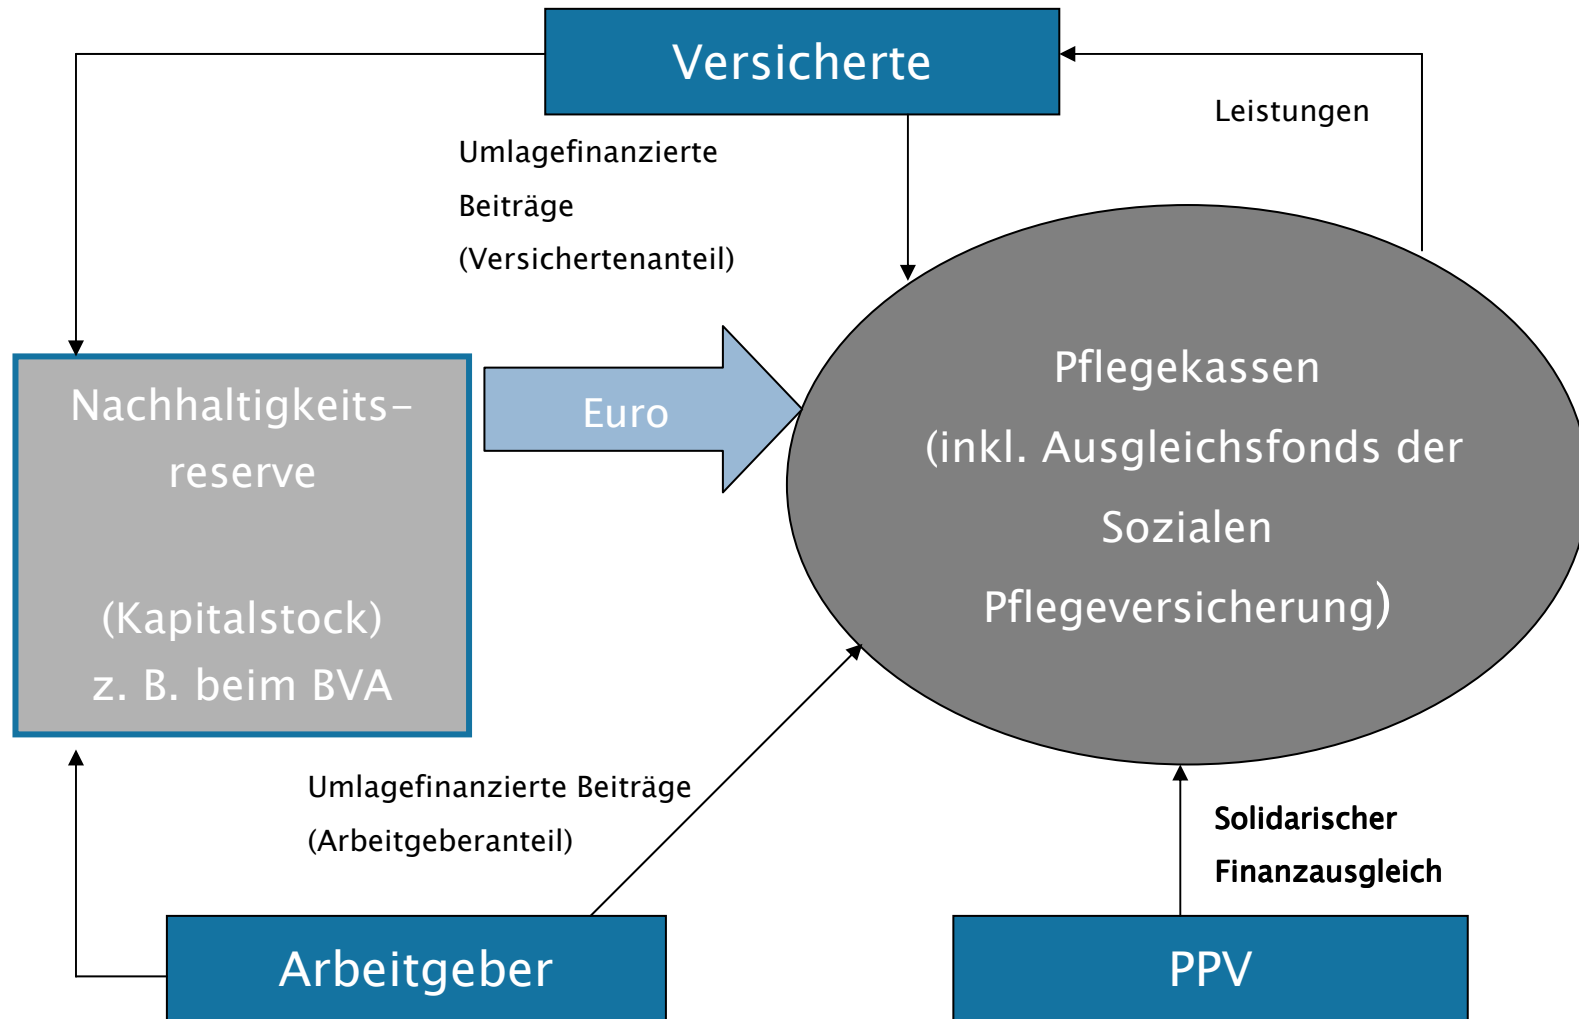 Versicherte
Leistungen
Umlagefinanzierte
Beiträge
(Versichertenanteil)
Nachhaltigkeits-
reserve
(Kapitalstock)
z. B. beim BVA
Euro
Pflegekassen
(inkl. Ausgleichsfonds der
Sozialen
Pflegeversicherung)
Umlagefinanzierte Beiträge
(Arbeitgeberanteil)
Solidarischer
Finanzausgleich
Arbeitgeber
PPV